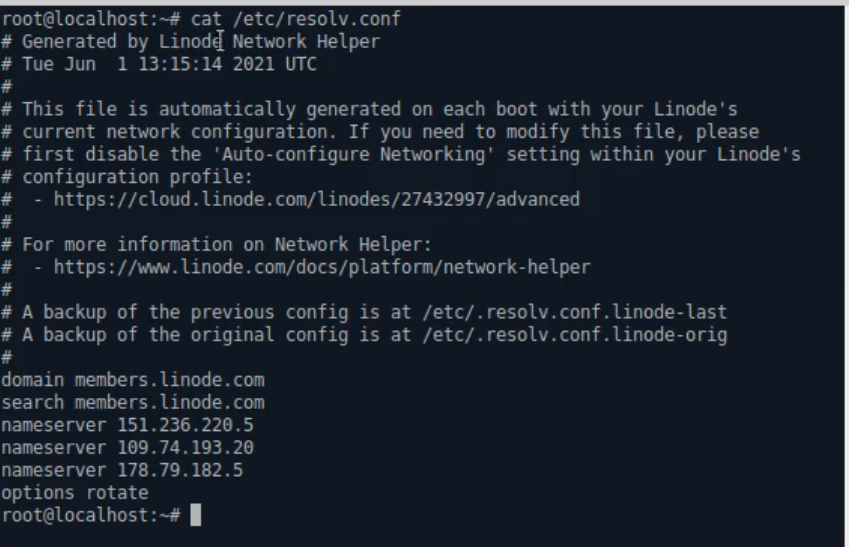 root@localhost:~# cat /etc/resolv.conf
# Generated by Linode Network Helper
# Tue Jun  1 13:15:14 2021 UTC
#
# This file is automatically generated on each boot with your Linode's
# current network configuration. If you need to modify this file, please
# first disable the 'Auto-configure Networking' setting within your Linode's
# configuration profile:
#  - https://cloud.linode.com/linodes/27432997/advanced
#
# For more information on Network Helper:
#  - https://www.linode.com/docs/platform/network-helper
#
# A backup of the previous config is at /etc/.resolv.conf.linode-last
# A backup of the original config is at /etc/.resolv.conf.linode-orig
#
domain members.linode.com
search members.linode.com
nameserver 151.236.220.5
nameserver 109.74.193.20
nameserver 178.79.182.5
options rotate
root@localhost:~#